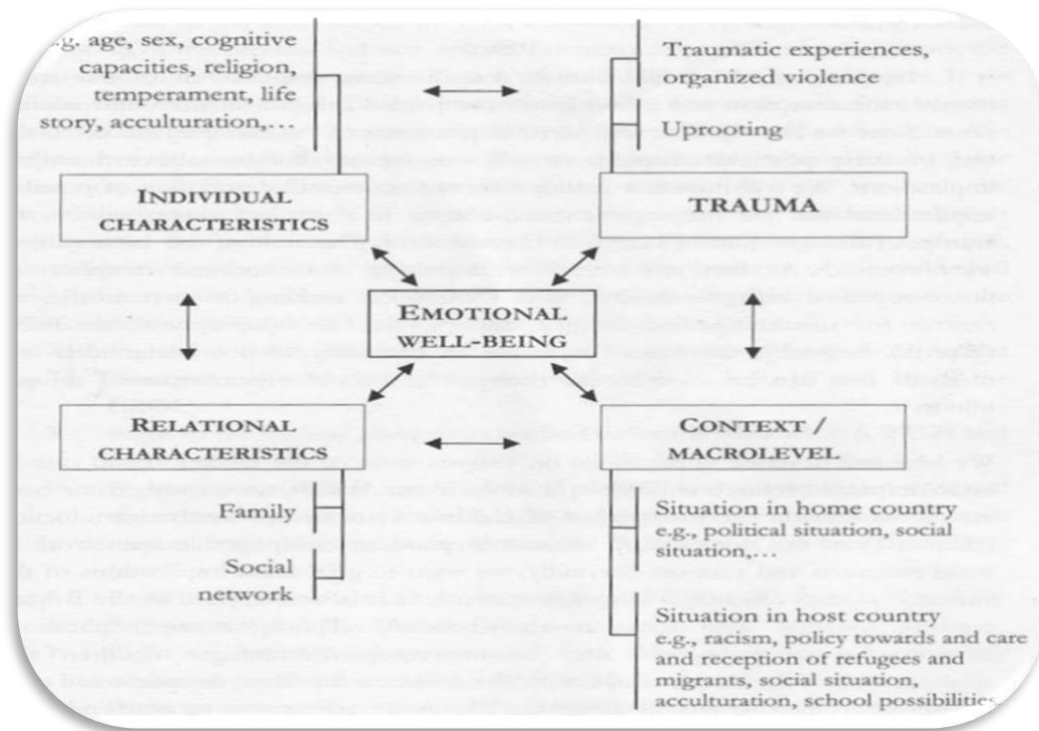 e.g. age, sex, cognitive
capacities, religion,
temperament, life
story, acculturation,...
INDIVIDUAL
CHARACTERISTICS
Traumatic experiences,
organized violence
Uprooting
TRAUMA
EMOTIONAL
WELL-BEING
RELATIONAL
CHARACTERISTICS
Family
Social
network
CONTEXT /
MACROLEVEL
Situation in home country
e.g., political situation, social
situation,...
Situation in host country
e.g., racism, policy towards and care
and reception of refugees and
migrants, social situation,
acculturation, school possibilities